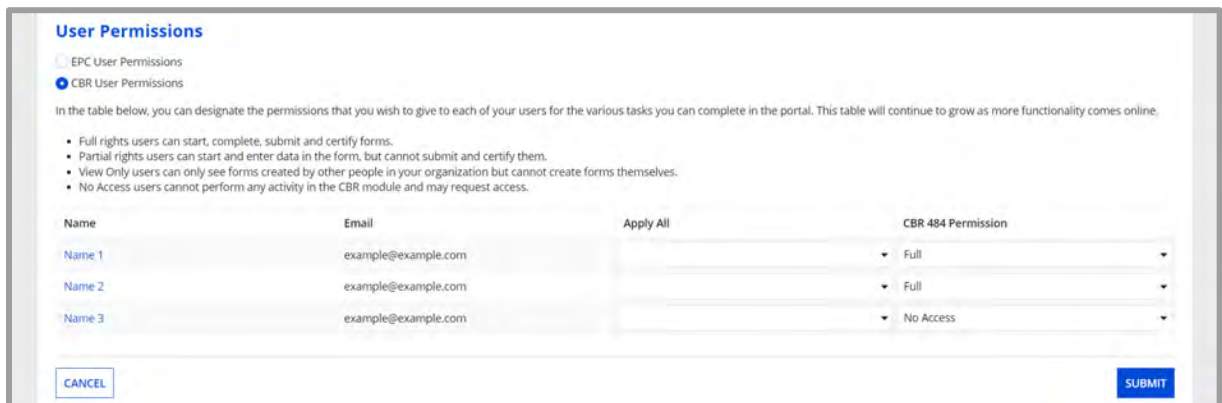 User Permissions
EPC User Permissions
CBR User Permissions
In the table below, you can designate the permissions that you wish to give to each of your users for the various tasks you can complete in the portal. This table will continue to grow as more functionality comes online.
• Full rights users can start, complete, submit and certify forms.
• Partial rights users can start and enter data in the form, but cannot submit and certify them.
• View Only users can only see forms created by other people in your organization but cannot create forms themselves.
• No Access users cannot perform any activity in the CBR module and may request access.
Name Email Apply All CBR 484 Permission
Name 1 example@example.com Full
Name 2 example@example.com Full
Name 3 example@example.com No Access
CANCEL SUBMIT